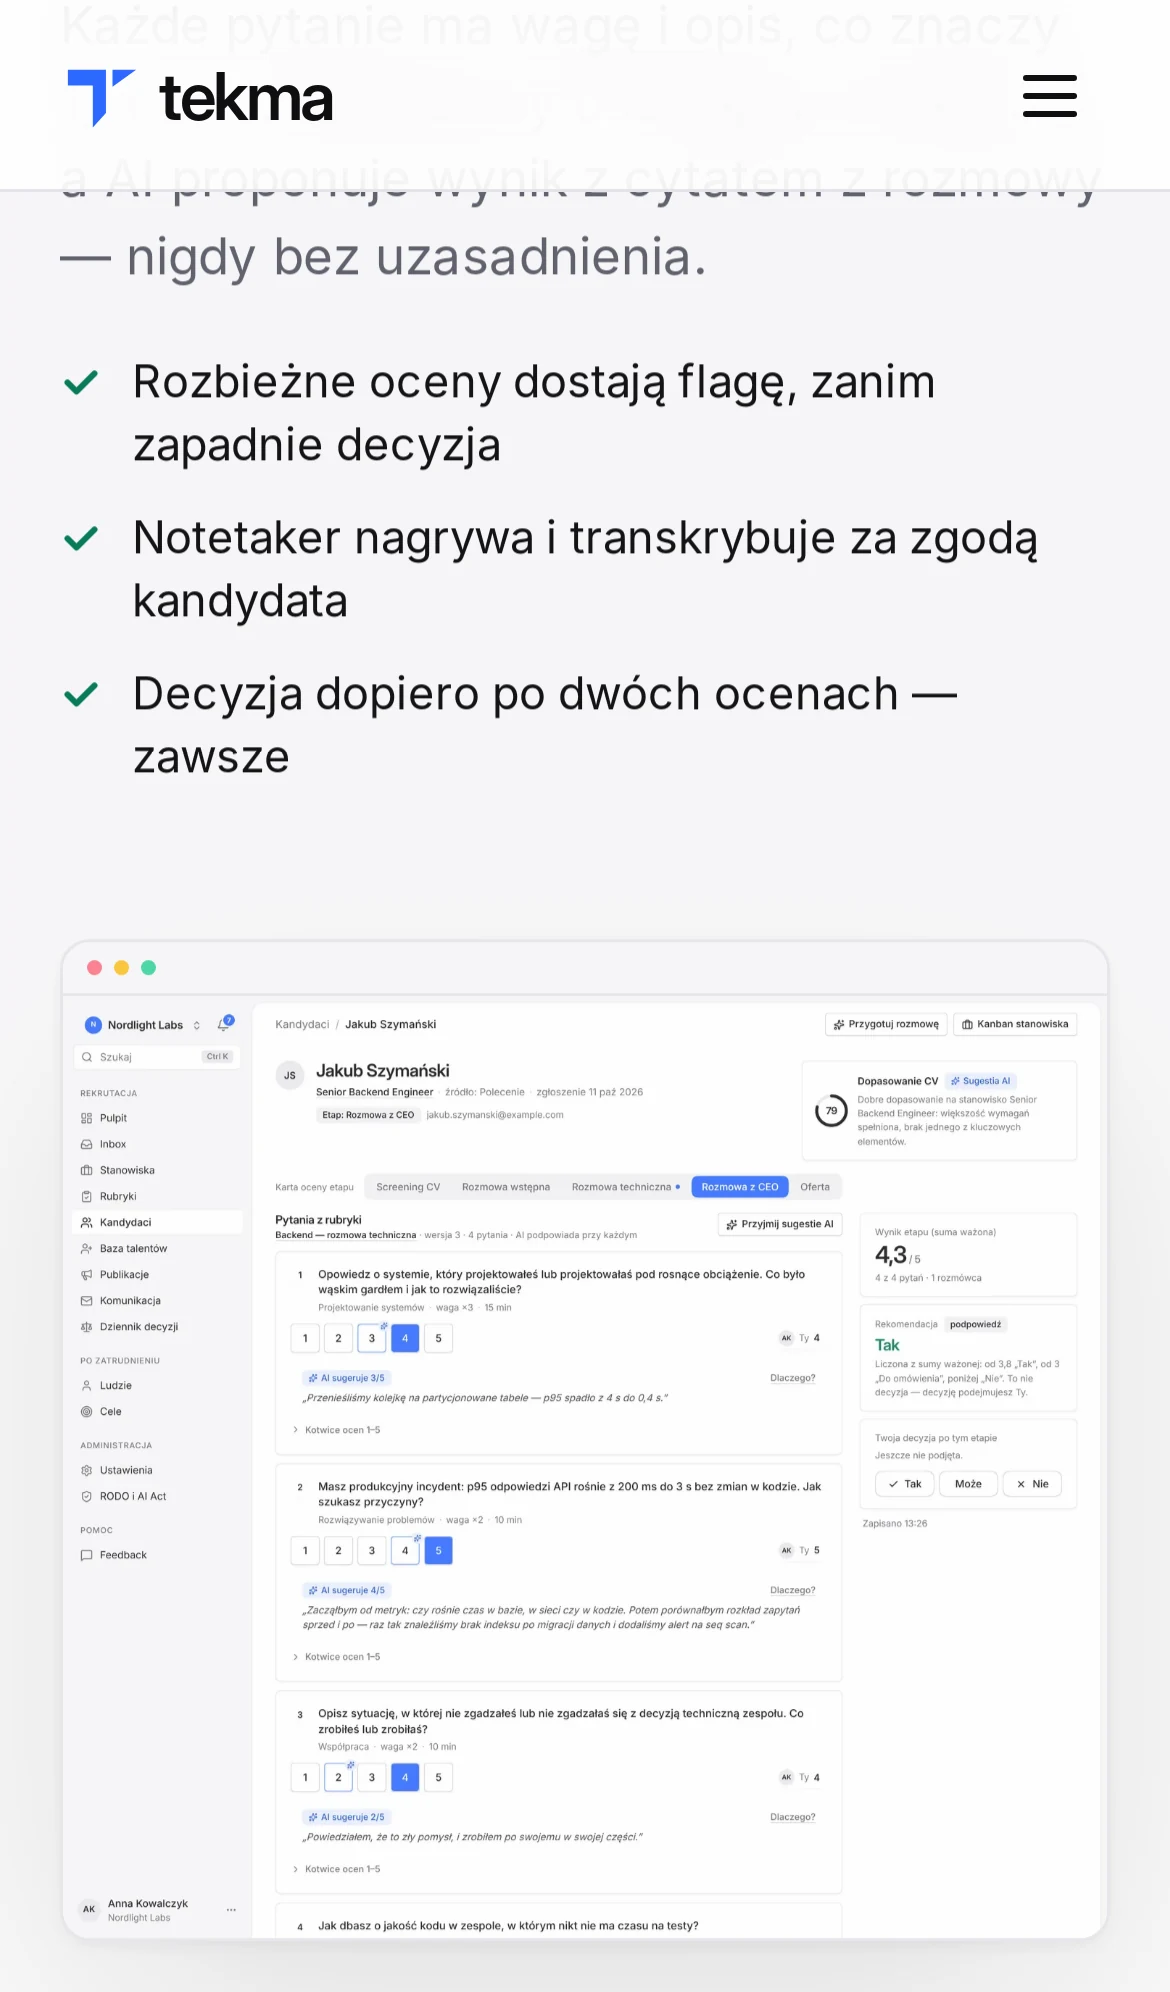 Każde pytanie ma wagę i opis, co znaczy
tekma
a AI proponuje wynik z cytatem z rozmowy
— nigdy bez uzasadnienia.
Rozbieżne oceny dostają flagę, zanim
zapadnie decyzja
Notetaker nagrywa i transkrybuje za zgodą
kandydata
Decyzja dopiero po dwóch ocenach —
zawsze
N Nordlight Labs 7
Szukaj Ctrl K
REKRUTACJA
Pulpit
Inbox
Stanowiska
Rubryki
Kandydaci
Baza talentów
Publikacje
Komunikacja
Dziennik decyzji
PO ZATRUDNIENIU
Ludzie
Cele
ADMINISTRACJA
Ustawienia
RODO i AI Act
POMOC
Feedback
AK Anna Kowalczyk
Nordlight Labs
Kandydaci / Jakub Szymański
Przygotuj rozmowę Kanban stanowiska
JS Jakub Szymański
Senior Backend Engineer · źródło: Polecenie · zgłoszenie 11 paź 2026
Etap: Rozmowa z CEO jakub.szymanski@example.com
79
Dopasowanie CV Sugestia AI
Dobre dopasowanie na stanowisko Senior
Backend Engineer: większość wymagań
spełniona, brak jednego z kluczowych
elementów.
Karta oceny etapu Screening CV Rozmowa wstępna Rozmowa techniczna Rozmowa z CEO Oferta
Pytania z rubryki
Backend — rozmowa techniczna · wersja 3 · 4 pytania · AI podpowiada przy każdym
Przyjmij sugestie AI
1 Opowiedz o systemie, który projektowałeś lub projektowałaś pod rosnące obciążenie. Co było
wąskim gardłem i jak to rozwiązaliście?
Projektowanie systemów · waga ×3 · 15 min
1 2 3 4 5 AK Ty 4
AI sugeruje 3/5 Dlaczego?
„Przenieśliśmy kolejkę na partycjonowane tabele — p95 spadło z 4 s do 0,4 s.”
Kotwice ocen 1–5
2 Masz produkcyjny incydent: p95 odpowiedzi API rośnie z 200 ms do 3 s bez zmian w kodzie. Jak
szukasz przyczyny?
Rozwiązywanie problemów · waga ×2 · 10 min
1 2 3 4 5 AK Ty 5
AI sugeruje 4/5 Dlaczego?
„Zacząłbym od metryk: czy rośnie czas w bazie, w sieci czy w kodzie. Potem porównałbym rozkład zapytań
sprzed i po — raz tak znaleźliśmy brak indeksu po migracji danych i dodaliśmy alert na seq scan.”
Kotwice ocen 1–5
3 Opisz sytuację, w której nie zgadzałeś lub nie zgadzałaś się z decyzją techniczną zespołu. Co
zrobiłeś lub zrobiłaś?
Współpraca · waga ×2 · 10 min
1 2 3 4 5 AK Ty 4
AI sugeruje 2/5 Dlaczego?
„Powiedziałem, że to zły pomysł, i zrobiłem po swojemu w swojej części.”
Kotwice ocen 1–5
4 Jak dbasz o jakość kodu w zespole, w którym nikt nie ma czasu na testy?
Wynik etapu (suma ważona)
4,3 / 5
4 z 4 pytań · 1 rozmówca
Rekomendacja podpowiedź
Tak
Liczona z sumy ważonej: od 3,8 „Tak”, od 3
„Do omówienia”, poniżej „Nie”. To nie
decyzja — decyzję podejmujesz Ty.
Twoja decyzja po tym etapie
Jeszcze nie podjęta.
Tak Może Nie
Zapisano 13:26